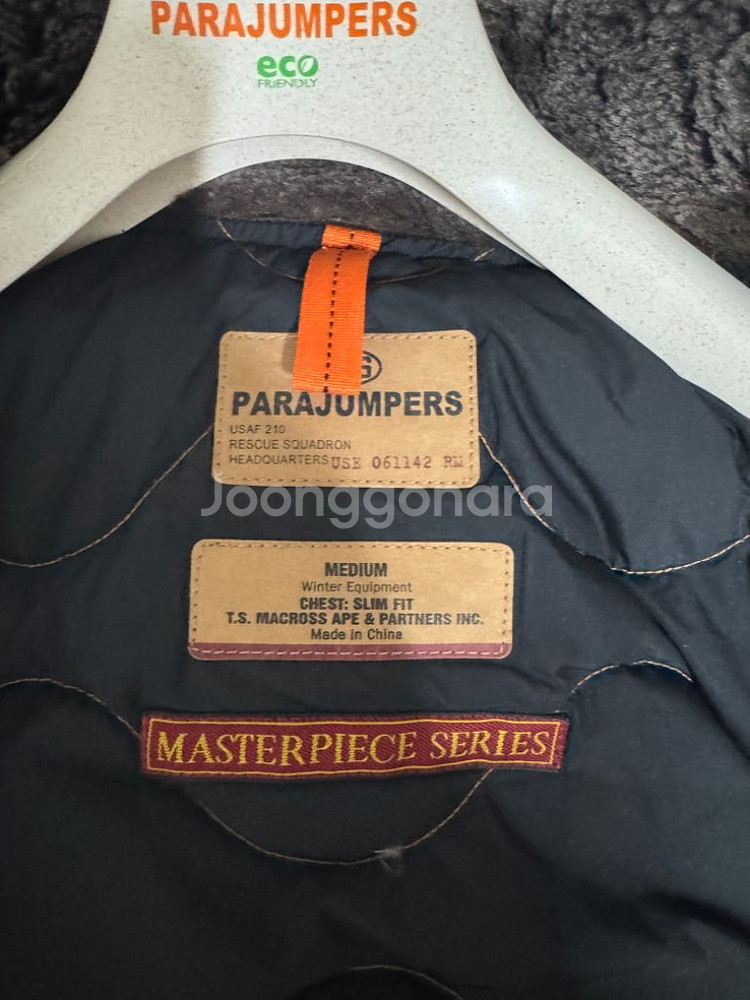 PARAJUMPERS
eco
FRIENDLY
PARAJUMPERS
USAF 210
RESCUE SQUADRON
HEADQUARTERS USE 061142 RM
Joonggonara
MEDIUM
Winter Equipment
CHEST: SLIM FIT
T.S. MACROSS APE & PARTNERS INC.
Made in China
MASTERPIECE SERIES